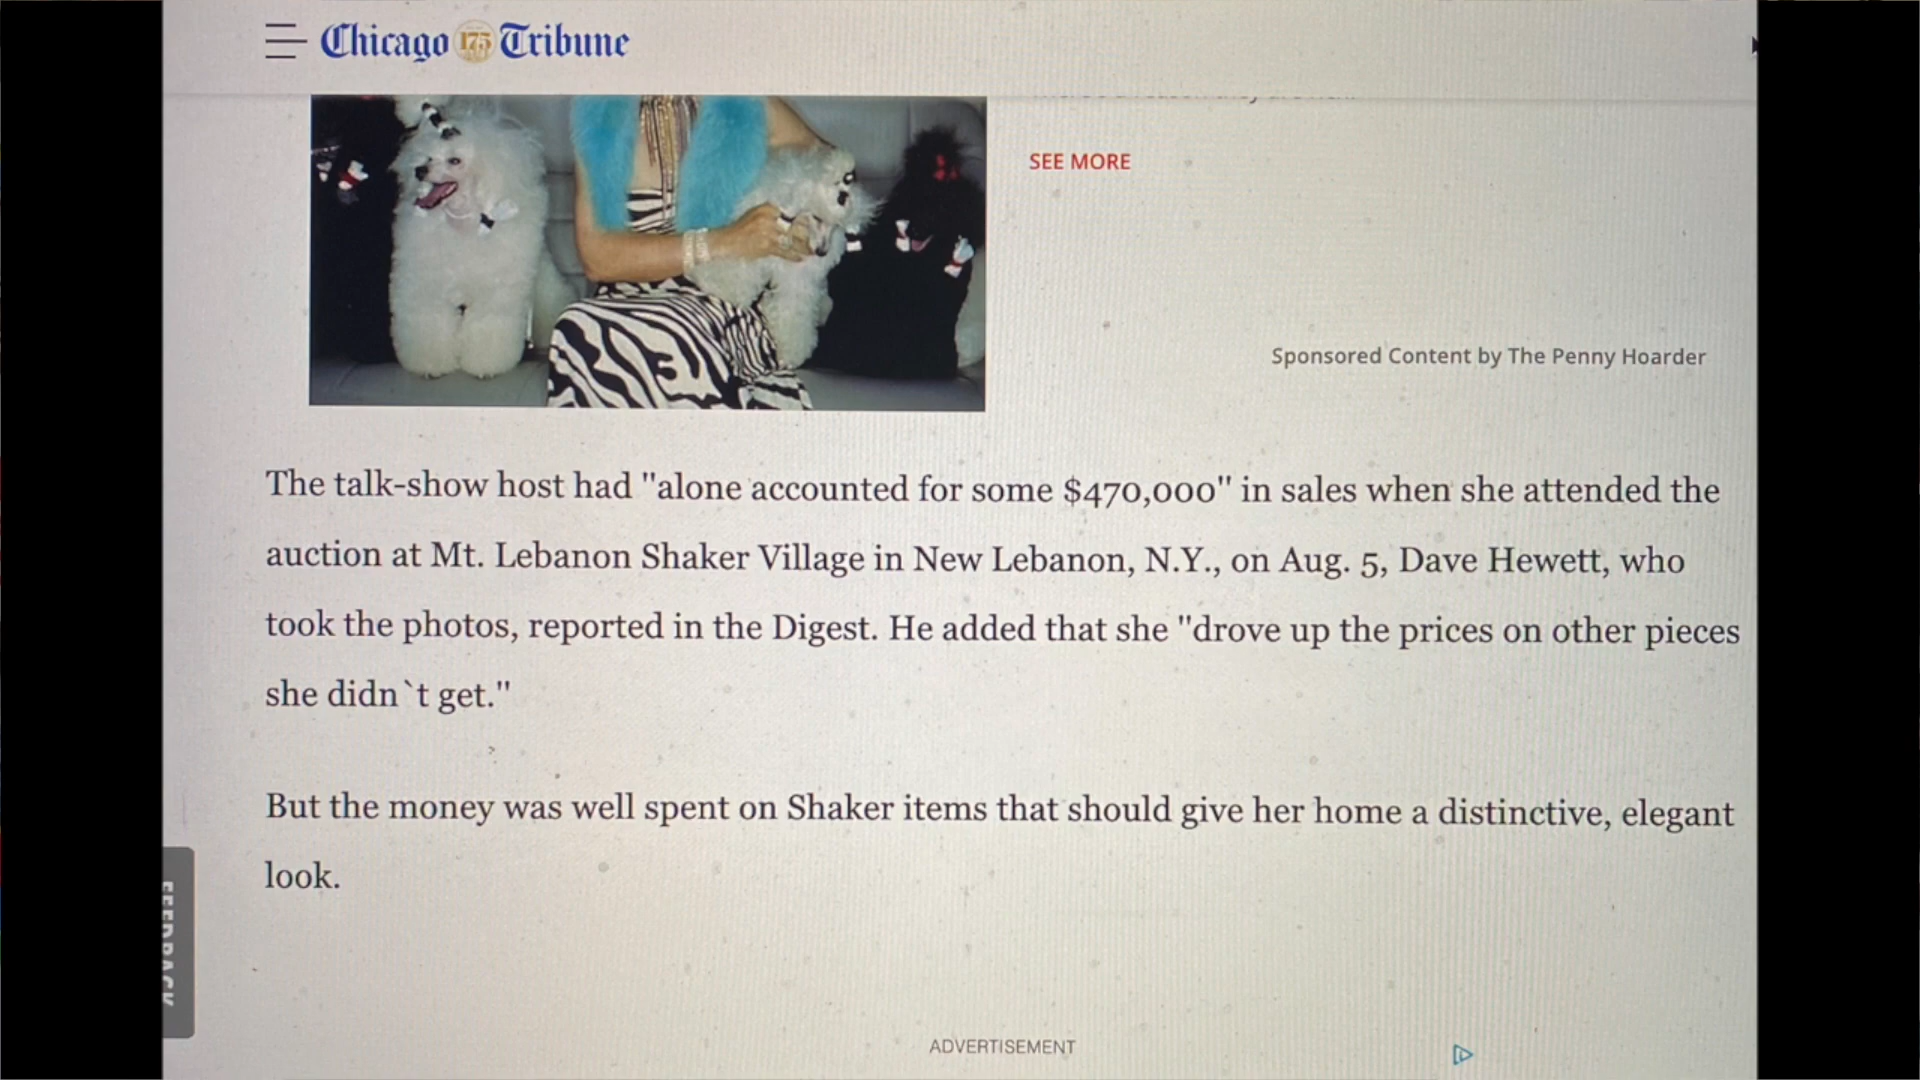 Chicago 175 Tribune
SEE MORE
Sponsored Content by The Penny Hoarder
The talk-show host had "alone accounted for some $470,000" in sales when she attended the
auction at Mt. Lebanon Shaker Village in New Lebanon, N.Y., on Aug. 5, Dave Hewett, who
took the photos, reported in the Digest. He added that she "drove up the prices on other pieces
she didn`t get."
But the money was well spent on Shaker items that should give her home a distinctive, elegant
look.
FEEDBACK
ADVERTISEMENT